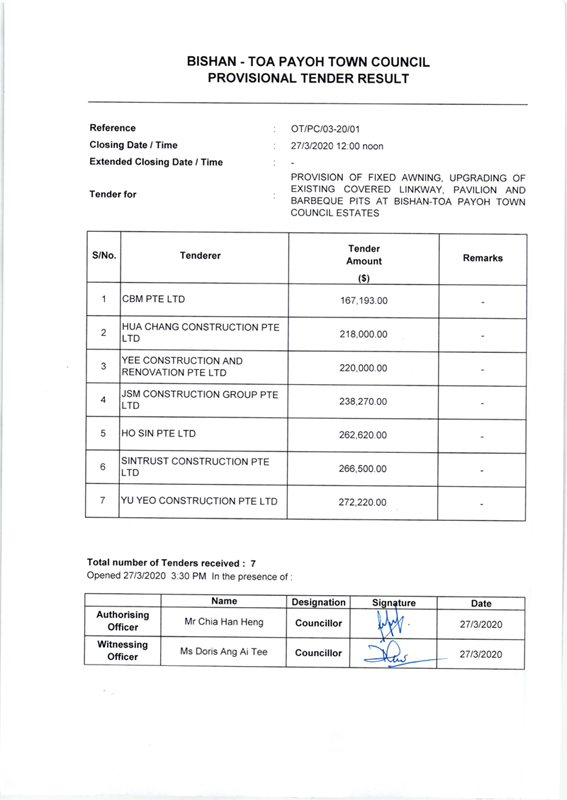 BISHAN - TOA PAYOH TOWN COUNCIL
PROVISIONAL TENDER RESULT
Reference : OT/PC/03-20/01
Closing Date / Time : 27/3/2020 12:00 noon
Extended Closing Date / Time : -
Tender for : PROVISION OF FIXED AWNING, UPGRADING OF
EXISTING COVERED LINKWAY, PAVILION AND
BARBEQUE PITS AT BISHAN-TOA PAYOH TOWN
COUNCIL ESTATES
S/No. Tenderer Tender Amount ($) Remarks
1 CBM PTE LTD 167,193.00 -
2 HUA CHANG CONSTRUCTION PTE
LTD 218,000.00 -
3 YEE CONSTRUCTION AND
RENOVATION PTE LTD 220,000.00 -
4 JSM CONSTRUCTION GROUP PTE
LTD 238,270.00 -
5 HO SIN PTE LTD 262,620.00 -
6 SINTRUST CONSTRUCTION PTE
LTD 266,500.00 -
7 YU YEO CONSTRUCTION PTE LTD 272,220.00 -
Total number of Tenders received : 7
Opened 27/3/2020 3:30 PM In the presence of :
Name Designation Signature Date
Authorising
Officer Mr Chia Han Heng Councillor 27/3/2020
Witnessing
Officer Ms Doris Ang Ai Tee Councillor 27/3/2020